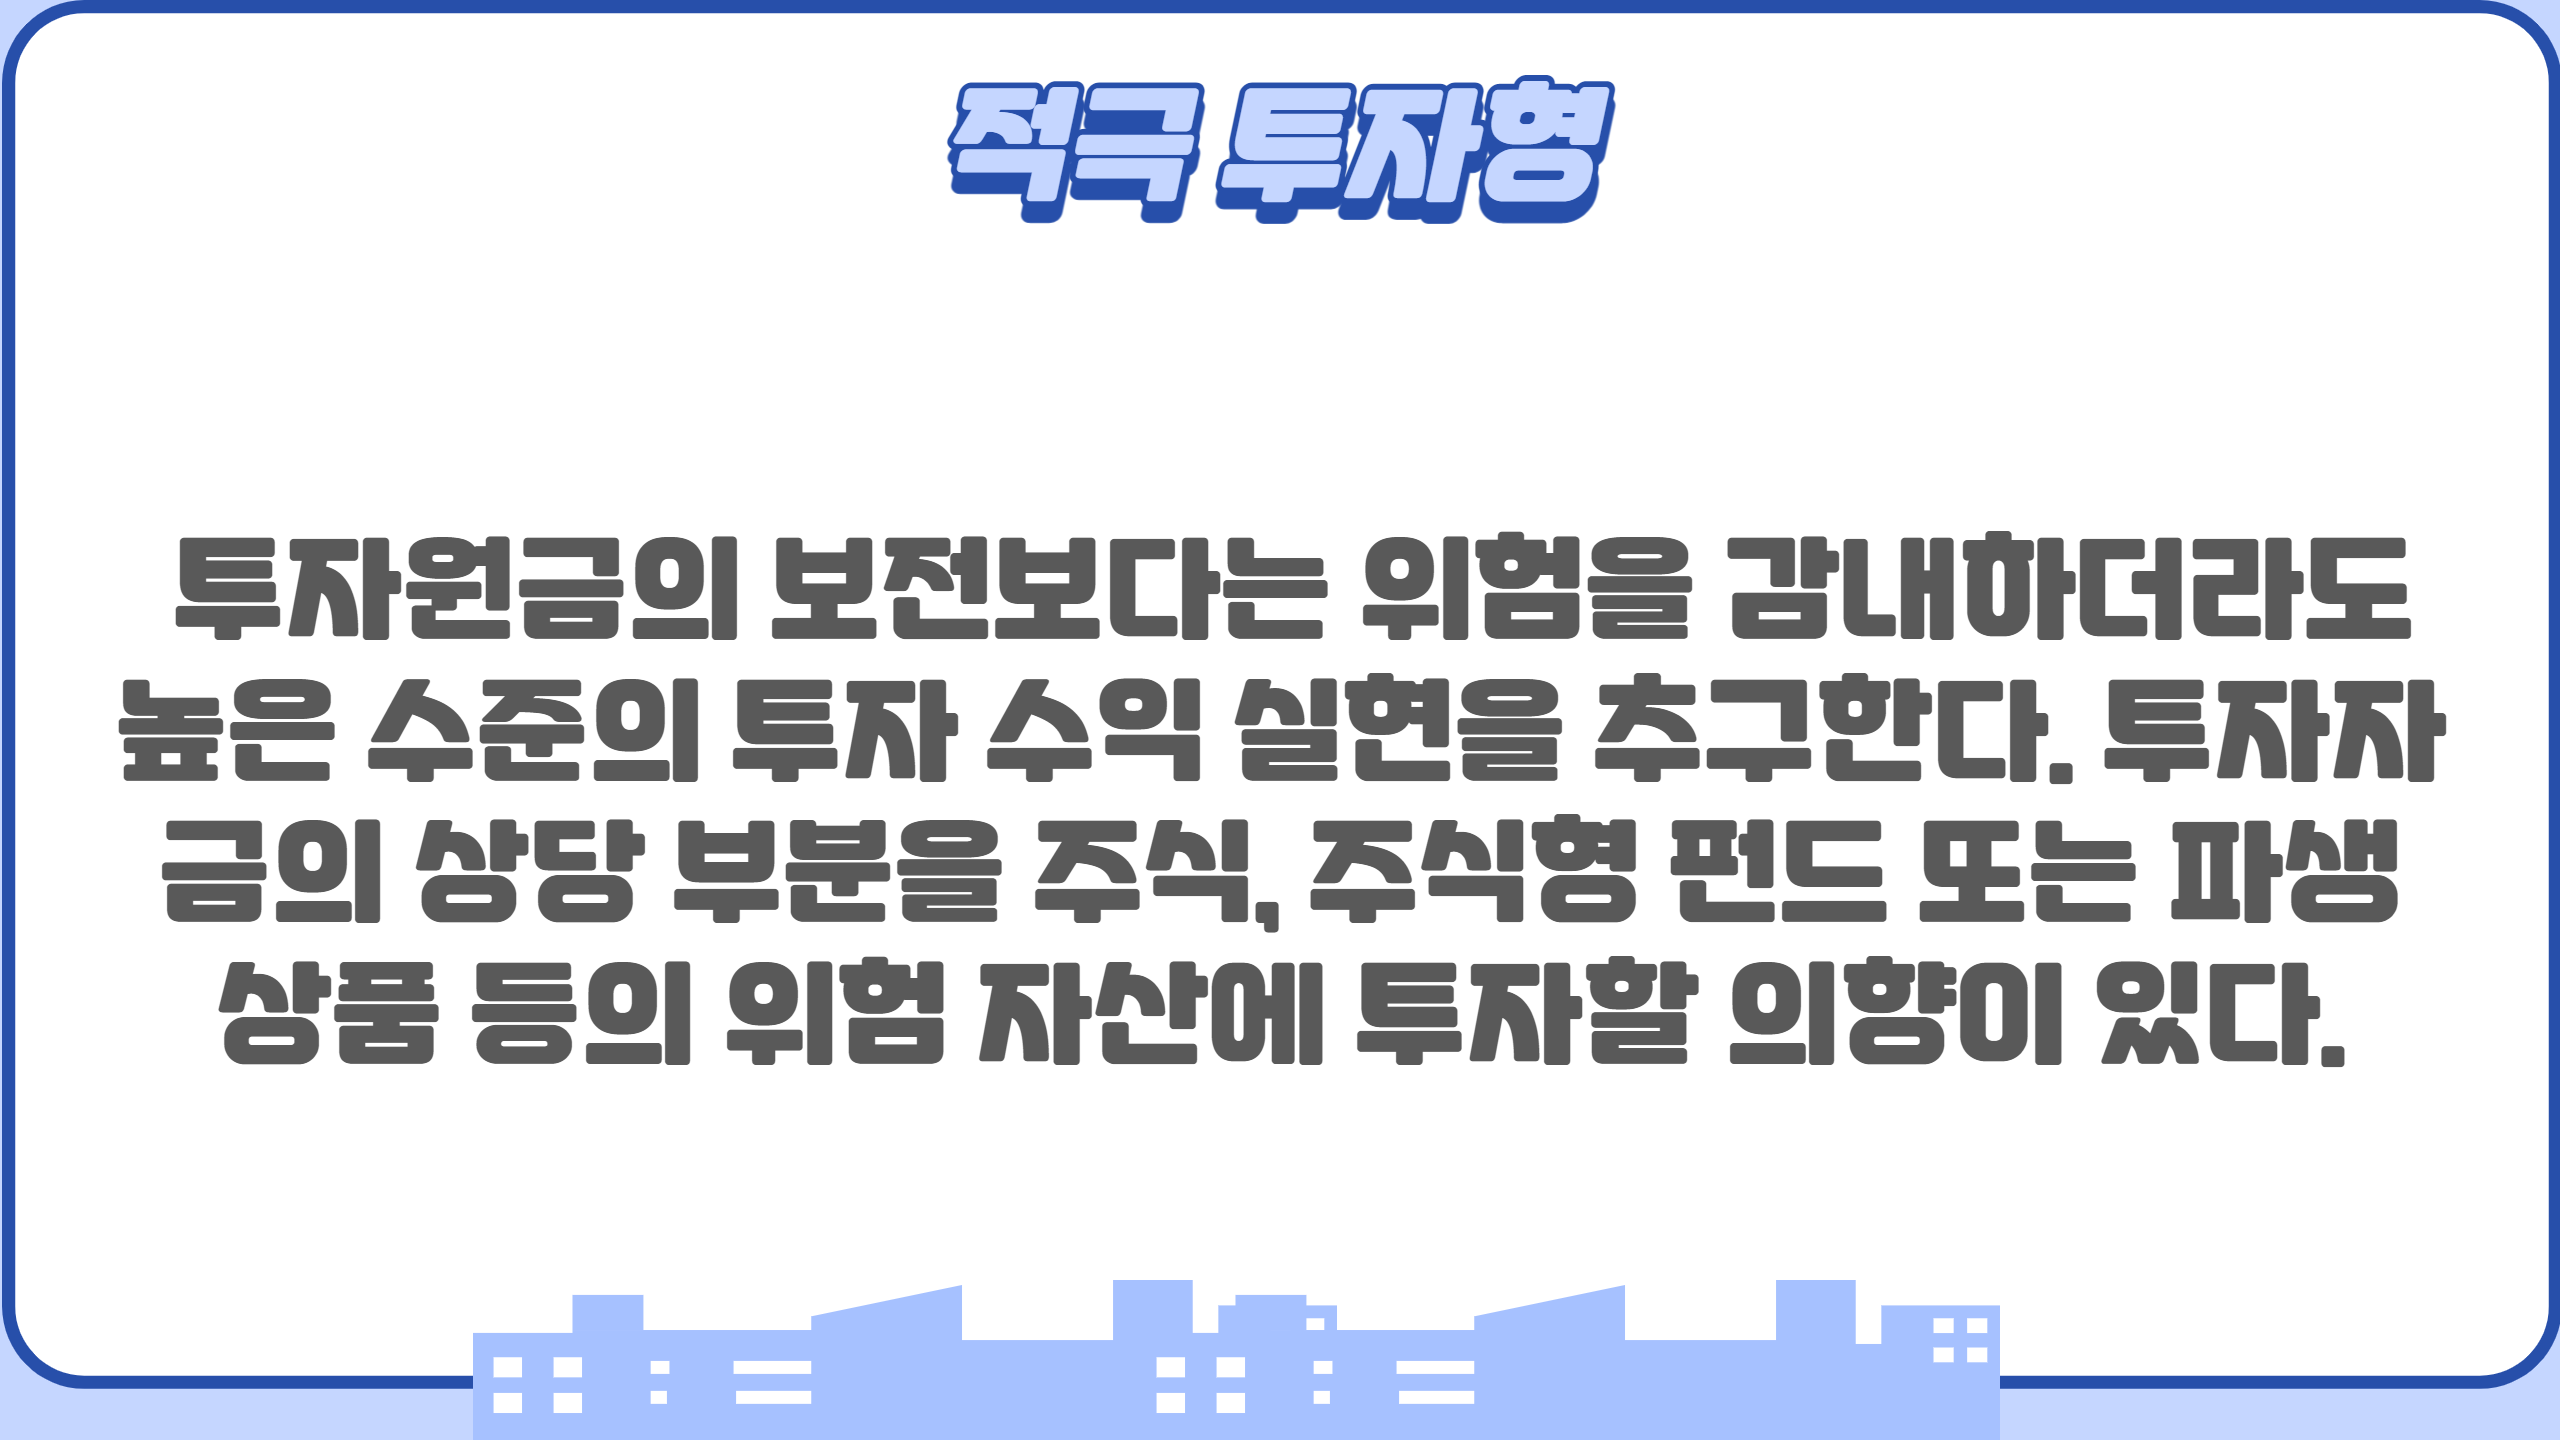 적극 투자형
투자원금의 보전보다는 위험을 감내하더라도
높은 수준의 투자 수익 실현을 추구한다. 투자자
금의 상당 부분을 주식, 주식형 펀드 또는 파생
상품 등의 위험 자산에 투자할 의향이 있다.